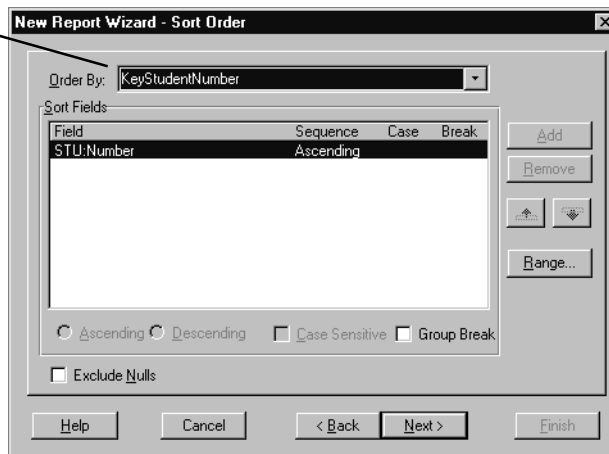 New Report Wizard - Sort Order
Order By: KeyStudentNumber
Sort Fields
Field Sequence Case Break
STU:Number Ascending
Add
Remove
Range...
Ascending Descending Case Sensitive Group Break
Exclude Nulls
Help Cancel < Back Next > Finish